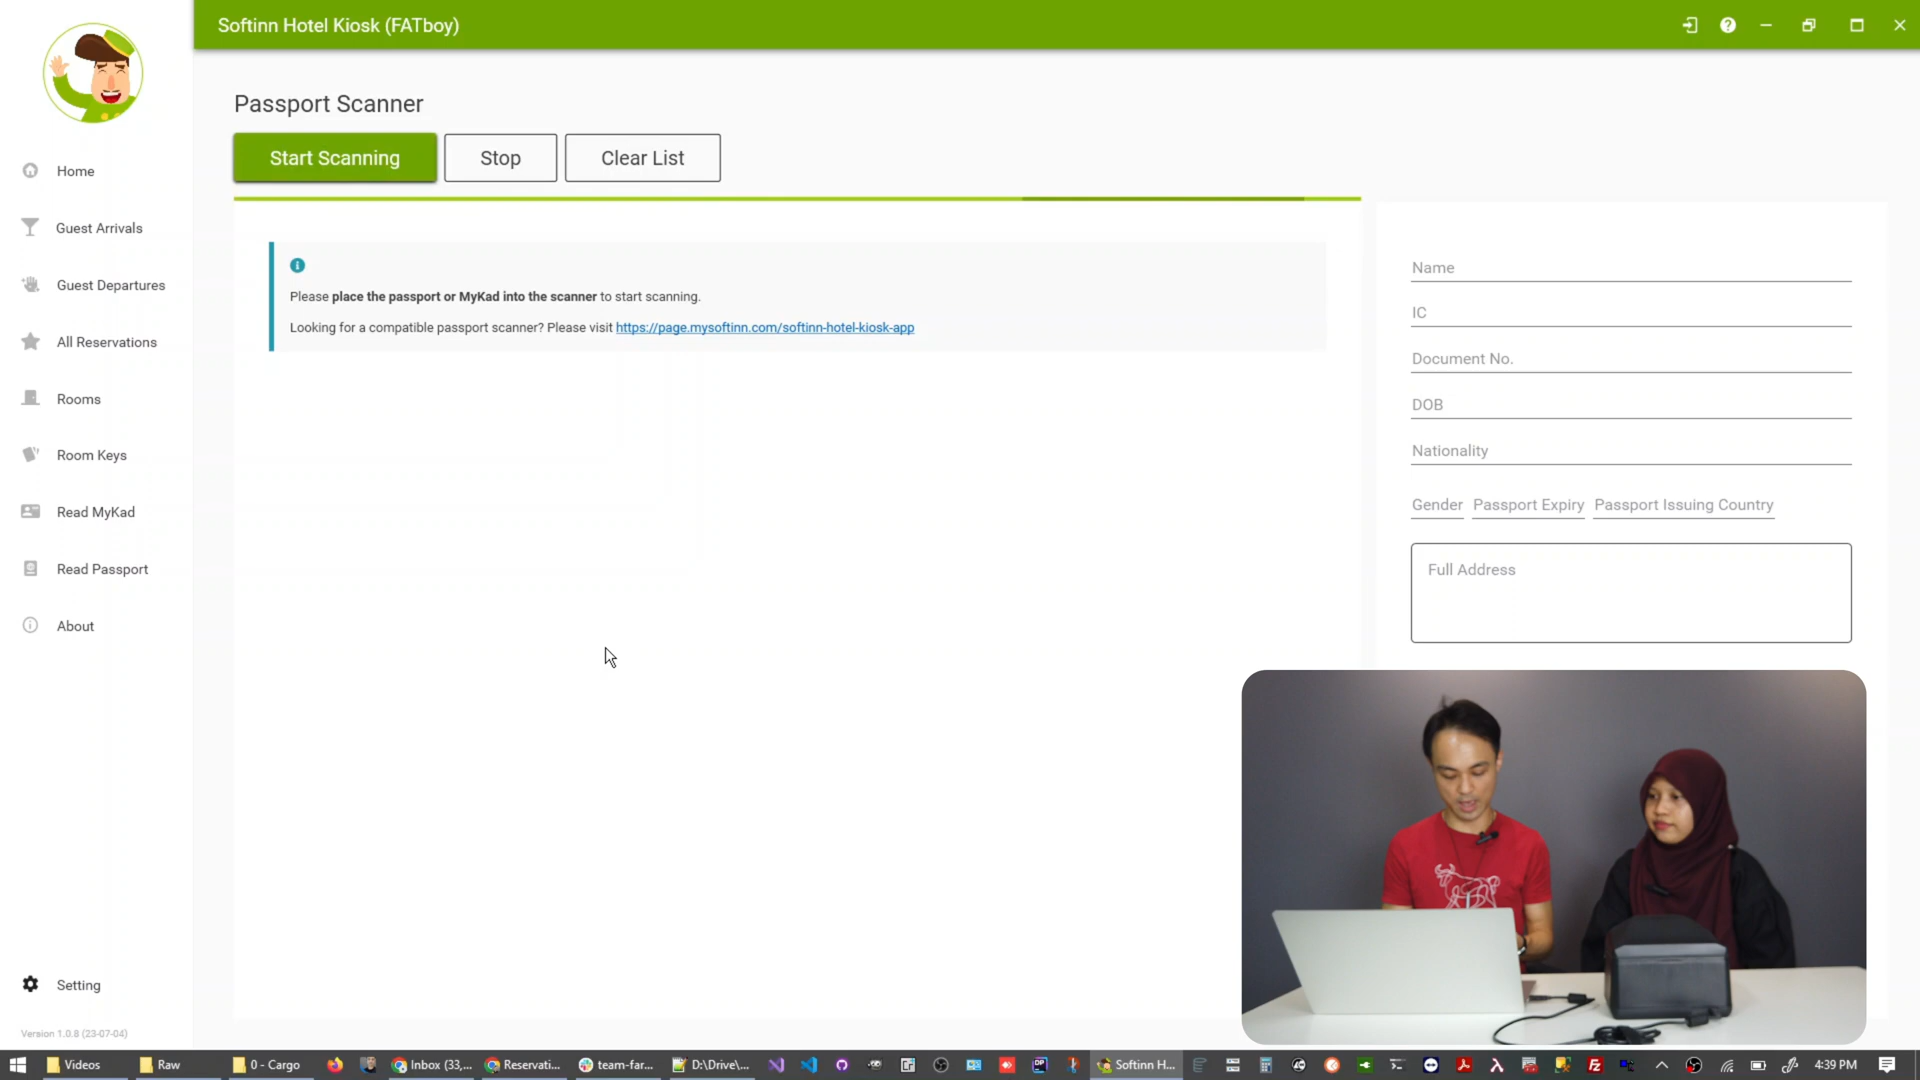 Softinn Hotel Kiosk (FATboy)
Home
Guest Arrivals
Guest Departures
All Reservations
Rooms
Room Keys
Read MyKad
Read Passport
About
Setting
Version 1.0.8 (23-07-04)
Passport Scanner
Start Scanning
Stop
Clear List
Please place the passport or MyKad into the scanner to start scanning.
Looking for a compatible passport scanner? Please visit https://page.mysoftinn.com/softinn-hotel-kiosk-app
Name
IC
Document No.
DOB
Nationality
Gender Passport Expiry Passport Issuing Country
Full Address
Videos Raw 0 - Cargo Inbox (33,... Reservati... team-far... D:\Drive\... Softinn H... 4:39 PM